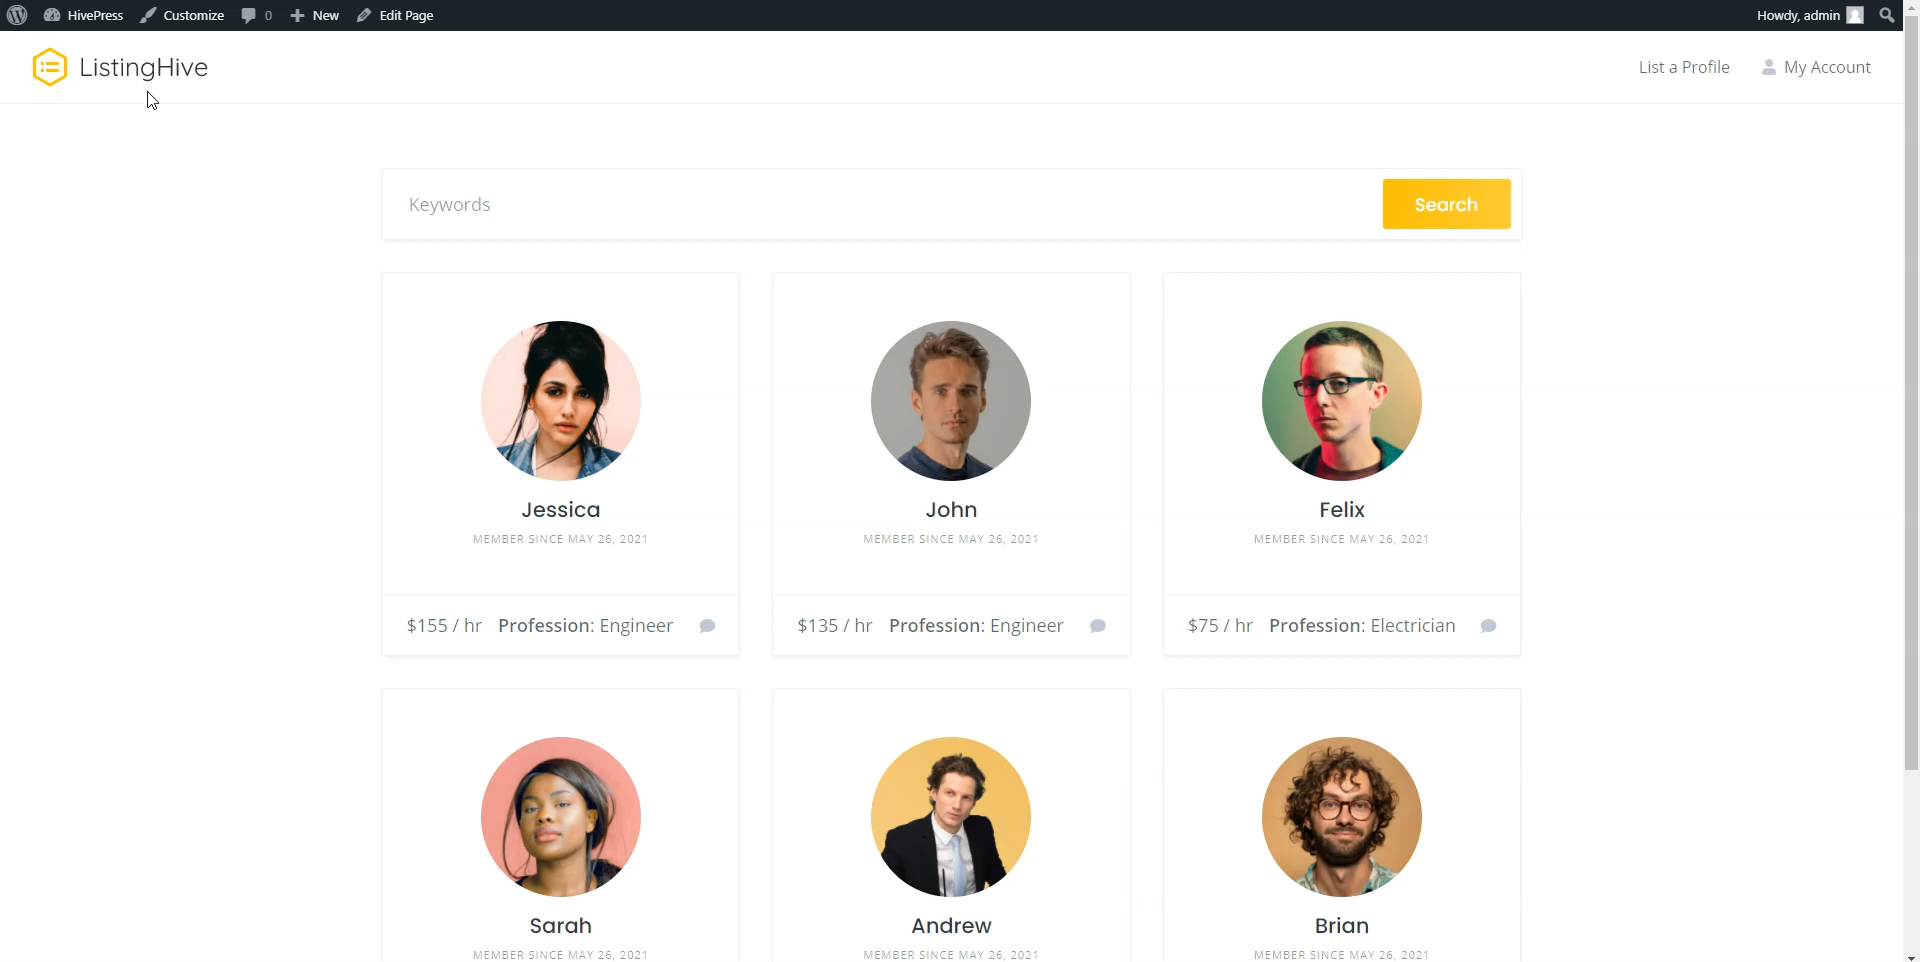 HivePress Customize 0 New Edit Page Howdy, admin
ListingHive List a Profile My Account
Keywords Search
Jessica John Felix
MEMBER SINCE MAY 26, 2021 MEMBER SINCE MAY 26, 2021 MEMBER SINCE MAY 26, 2021
$155 / hr Profession: Engineer $135 / hr Profession: Engineer $75 / hr Profession: Electrician
Sarah Andrew Brian
MEMBER SINCE MAY 26, 2021 MEMBER SINCE MAY 26, 2021 MEMBER SINCE MAY 26, 2021